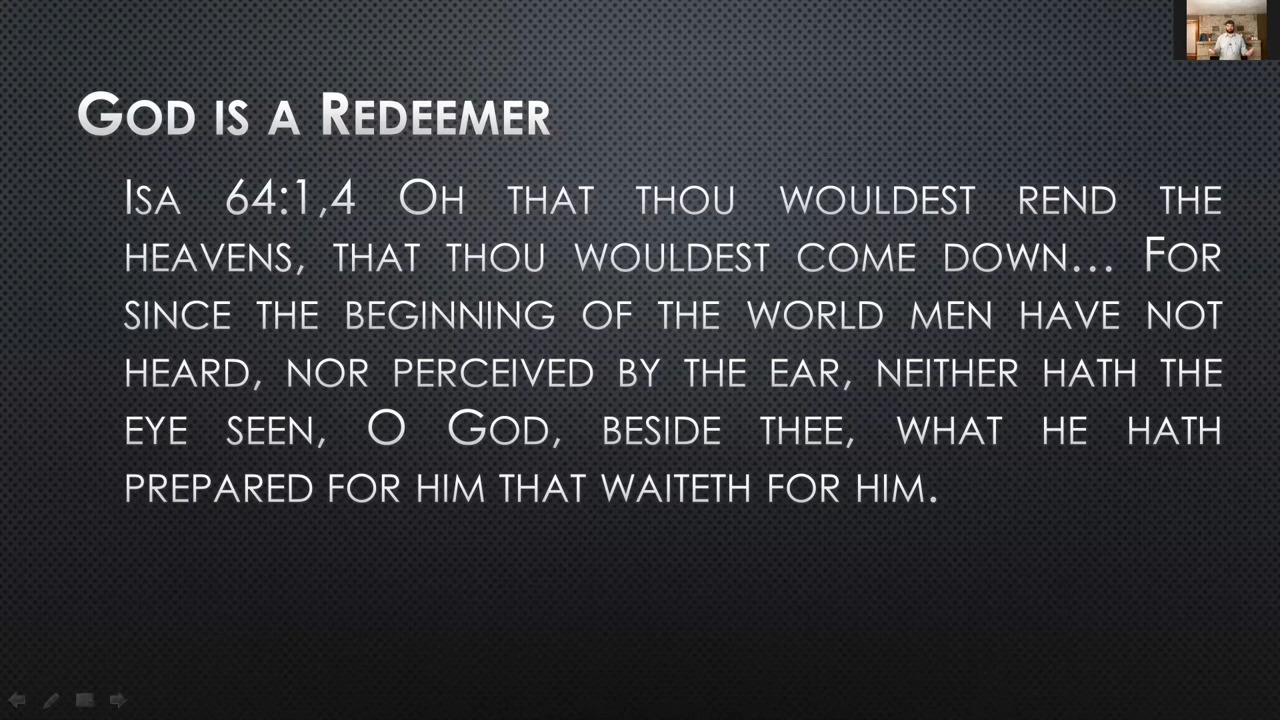 God is a Redeemer
Isa 64:1,4 Oh that thou wouldest rend the
heavens, that thou wouldest come down... For
since the beginning of the world men have not
heard, nor perceived by the ear, neither hath the
eye seen, O God, beside thee, what he hath
prepared for him that waiteth for him.